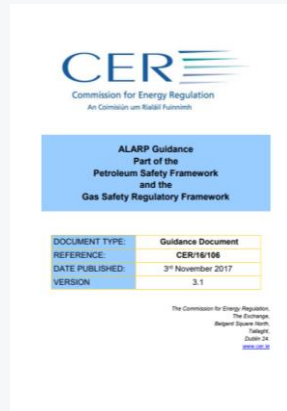 CER
Commission for Energy Regulation
An Coimisiún um Rialáil Fuinnimh
ALARP Guidance
Part of the
Petroleum Safety Framework
and the
Gas Safety Regulatory Framework
DOCUMENT TYPE: Guidance Document
REFERENCE: CER/16/106
DATE PUBLISHED: 3rd November 2017
VERSION 3.1
The Commission for Energy Regulation,
The Exchange,
Belgard Square North,
Tallaght,
Dublin 24.
www.cer.ie